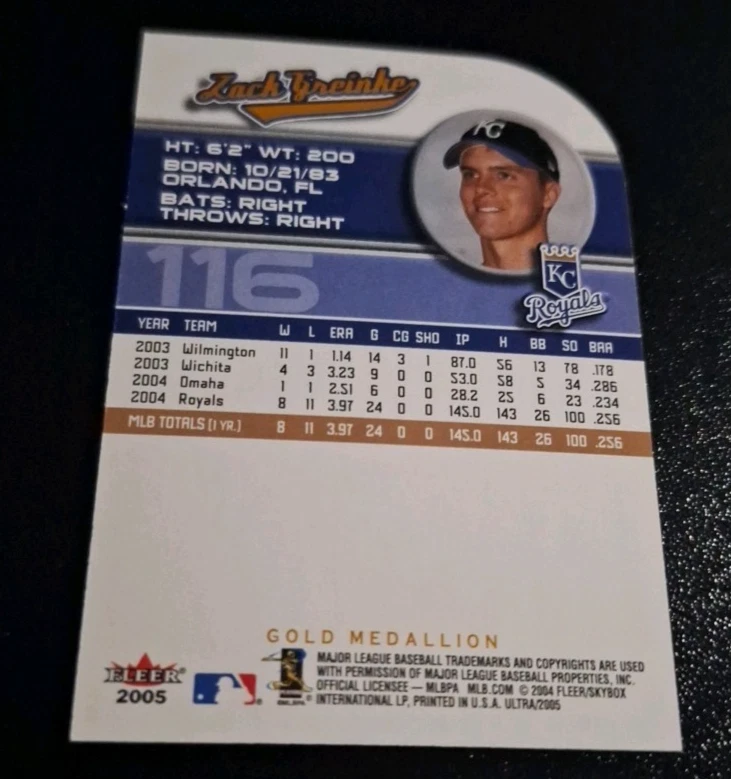 Zack Greinke
HT: 6'2" WT: 200
BORN: 10/21/83
ORLANDO, FL
BATS: RIGHT
THROWS: RIGHT
KC
116
KC
Royals
YEAR TEAM W L ERA G CG SHO IP H BB SO BAA
2003 Wilmington 11 1 1.14 14 3 1 87.0 56 13 78 .178
2003 Wichita 4 3 3.23 9 0 0 53.0 58 5 34 .286
2004 Omaha 1 1 2.51 6 0 0 28.2 25 6 23 .234
2004 Royals 8 11 3.97 24 0 0 145.0 143 26 100 .256
MLB TOTALS (1 YR.) 8 11 3.97 24 0 0 145.0 143 26 100 .256
GOLD MEDALLION
FLEER
2005
MAJOR LEAGUE BASEBALL TRADEMARKS AND COPYRIGHTS ARE USED
WITH PERMISSION OF MAJOR LEAGUE BASEBALL PROPERTIES, INC.
OFFICIAL LICENSEE — MLBPA MLB.COM © 2004 FLEER/SKYBOX
INTERNATIONAL LP, PRINTED IN U.S.A. ULTRA/2005